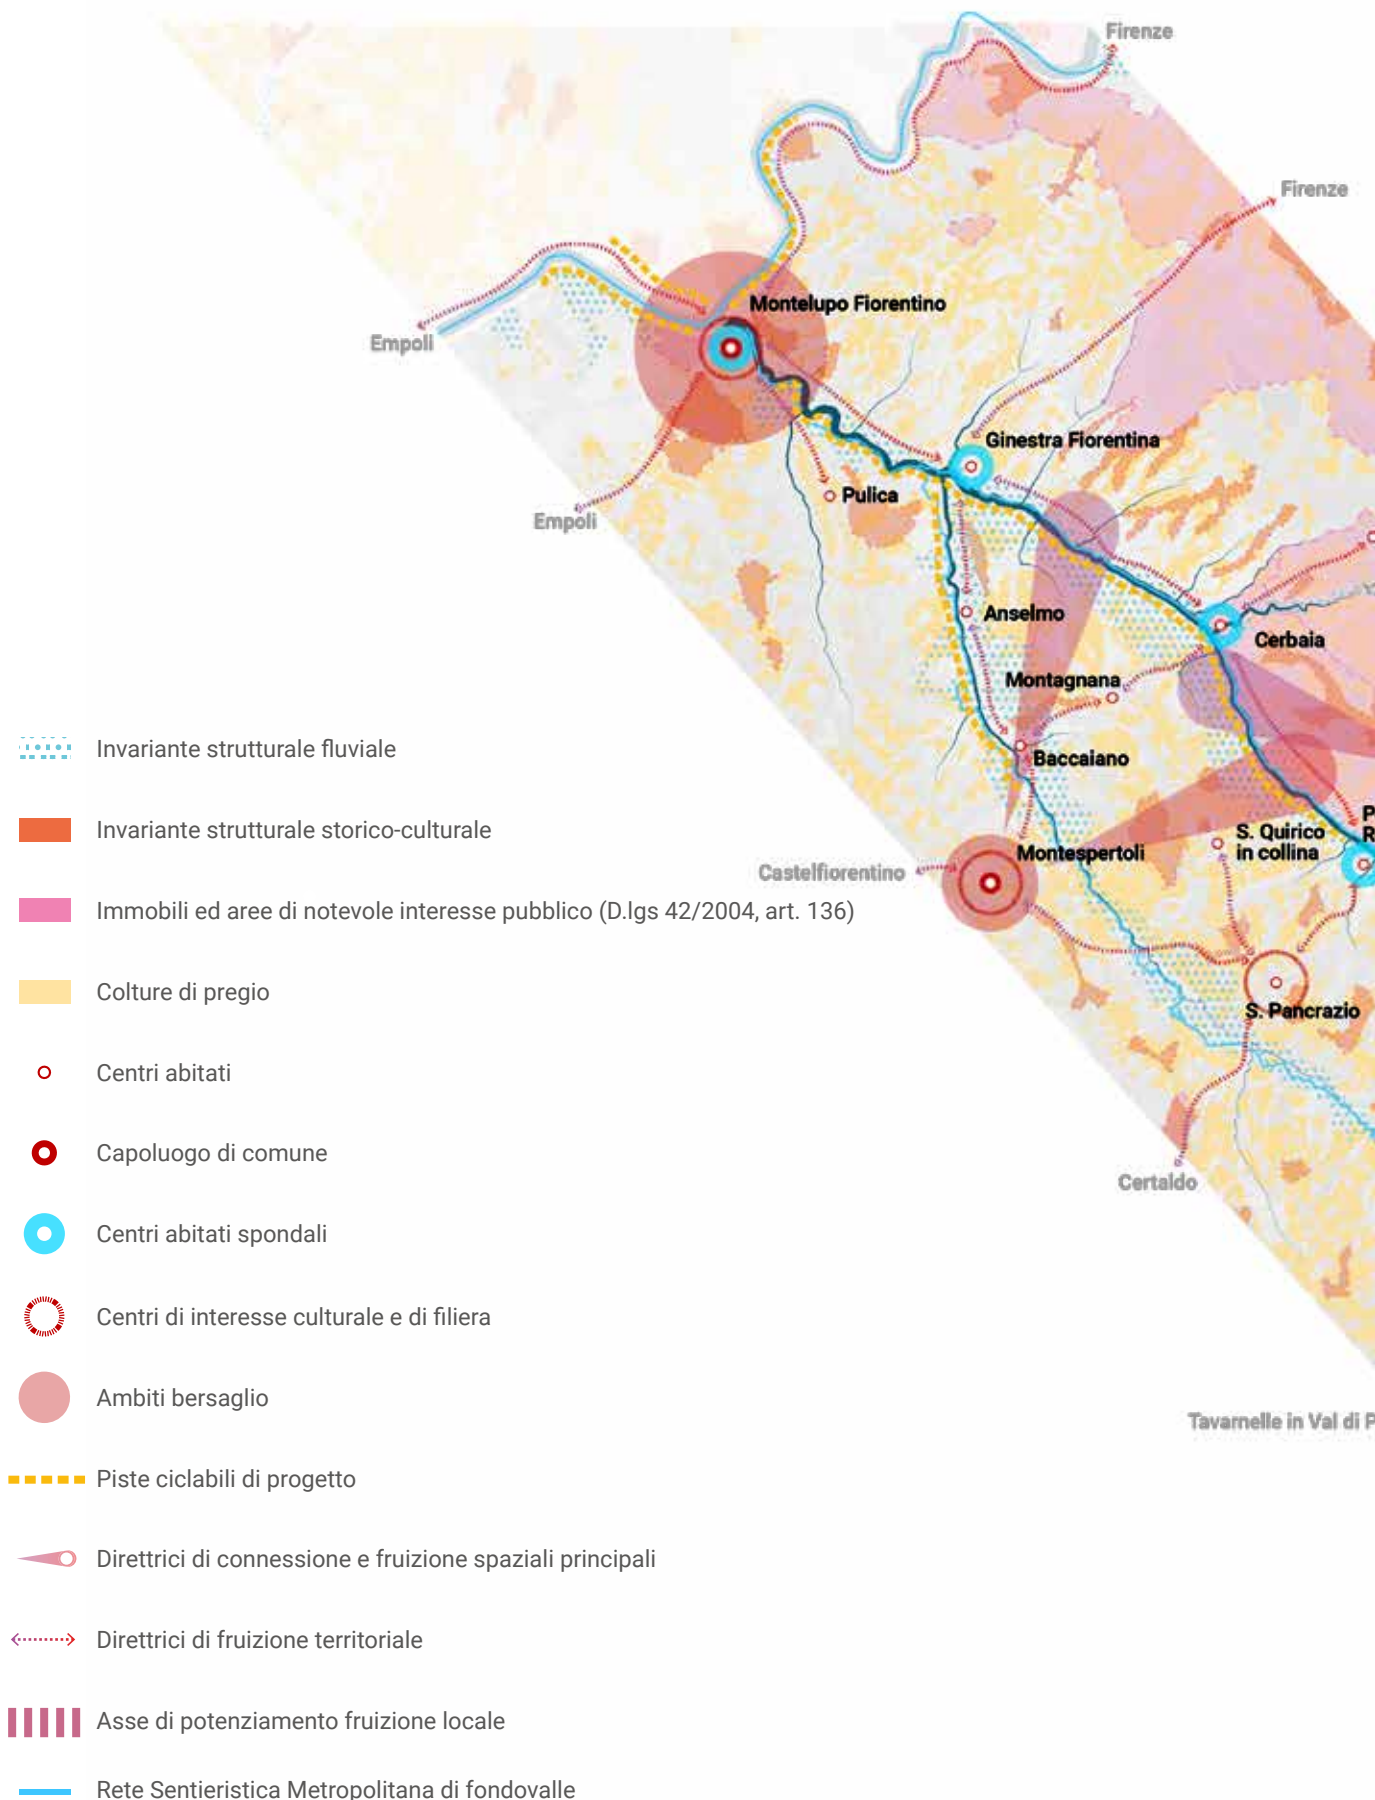 Firenze
Firenze
Montelupo Fiorentino
Empoli
Ginestra Fiorentina
Pulica
Empoli
Anselmo
Cerbaia
Montagnana
Invariante strutturale fluviale
Baccaiano
Invariante strutturale storico-culturale
P
R
S. Quirico
in collina
Montespertoli
Castelfiorentino
Immobili ed aree di notevole interesse pubblico (D.lgs 42/2004, art. 136)
Colture di pregio
S. Pancrazio
Centri abitati
Capoluogo di comune
Certaldo
Centri abitati spondali
Centri di interesse culturale e di filiera
Ambiti bersaglio
Tavarnelle in Val di P
Piste ciclabili di progetto
Direttrici di connessione e fruizione spaziali principali
Direttrici di fruizione territoriale
Asse di potenziamento fruizione locale
Rete Sentieristica Metropolitana di fondovalle